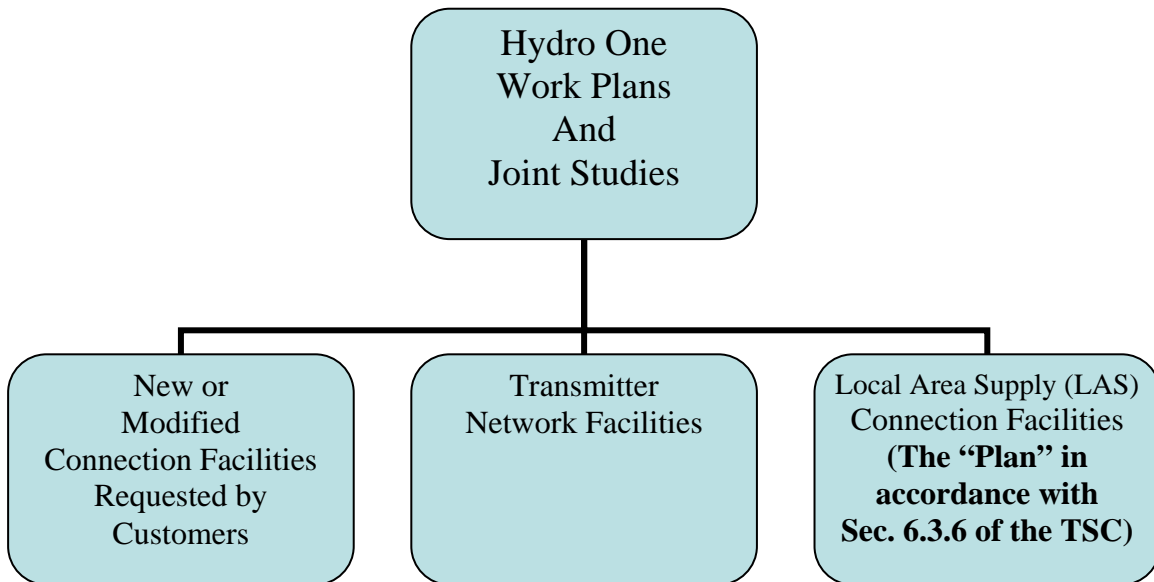 Hydro One
Work Plans
And
Joint Studies
New or
Modified
Connection Facilities
Requested by
Customers
Transmitter
Network Facilities
Local Area Supply (LAS)
Connection Facilities
(The “Plan” in
accordance with
Sec. 6.3.6 of the TSC)